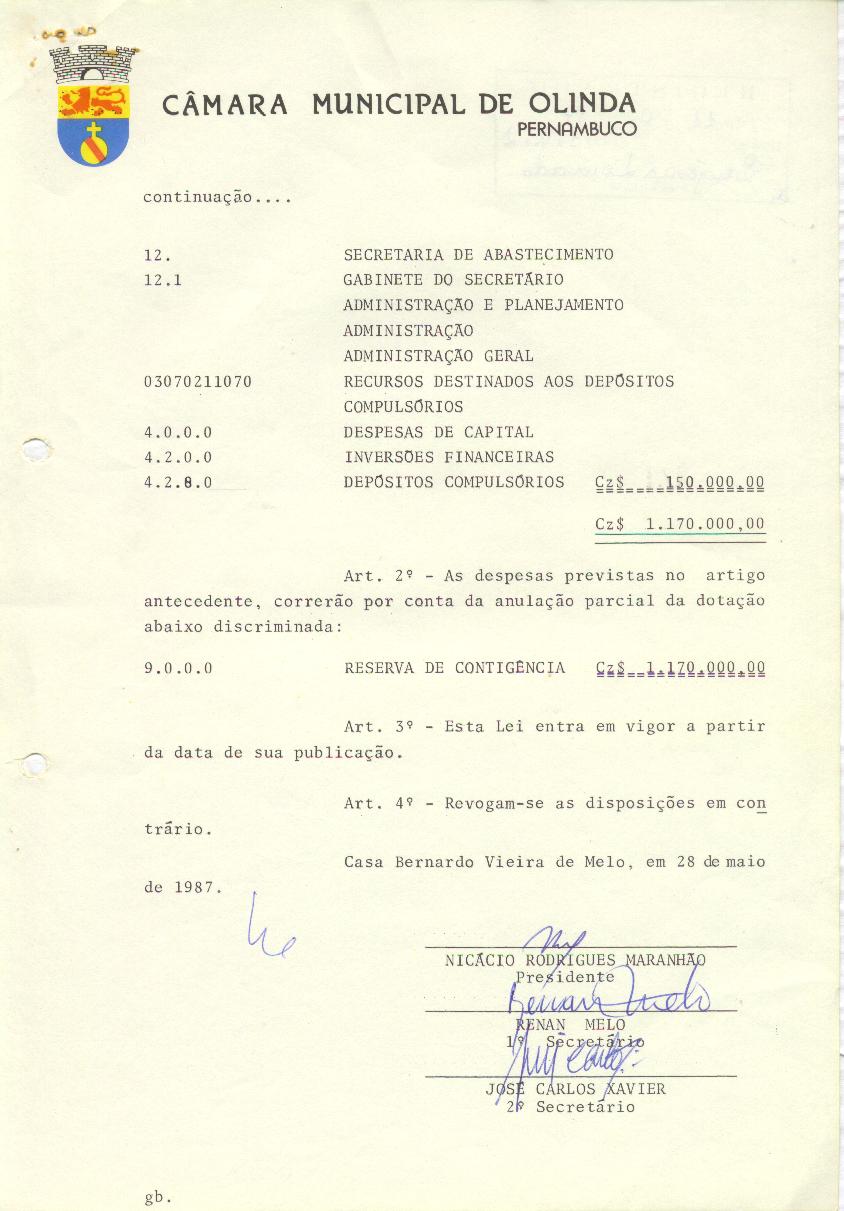 CÂMARA MUNICIPAL DE OLINDA
PERNAMBUCO
continuação....
12. SECRETARIA DE ABASTECIMENTO
12.1 GABINETE DO SECRETÁRIO
ADMINISTRAÇÃO E PLANEJAMENTO
ADMINISTRAÇÃO
ADMINISTRAÇÃO GERAL
03070211070 RECURSOS DESTINADOS AOS DEPÓSITOS
COMPULSÓRIOS
4.0.0.0 DESPESAS DE CAPITAL
4.2.0.0 INVERSÕES FINANCEIRAS
4.2.8.0 DEPÓSITOS COMPULSÓRIOS Cz$ 150.000,00
Cz$ 1.170.000,00
Art. 2º - As despesas previstas no artigo
antecedente, correrão por conta da anulação parcial da dotação
abaixo discriminada:
9.0.0.0 RESERVA DE CONTIGÊNCIA Cz$ 1.170.000,00
Art. 3º - Esta Lei entra em vigor a partir
da data de sua publicação.
Art. 4º - Revogam-se as disposições em con
trário.
Casa Bernardo Vieira de Melo, em 28 de maio
de 1987.
NICÁCIO RODRIGUES MARANHÃO
Presidente
Renan Melo
RENAN MELO
1º Secretário
JOSÉ CARLOS XAVIER
2º Secretário
gb.